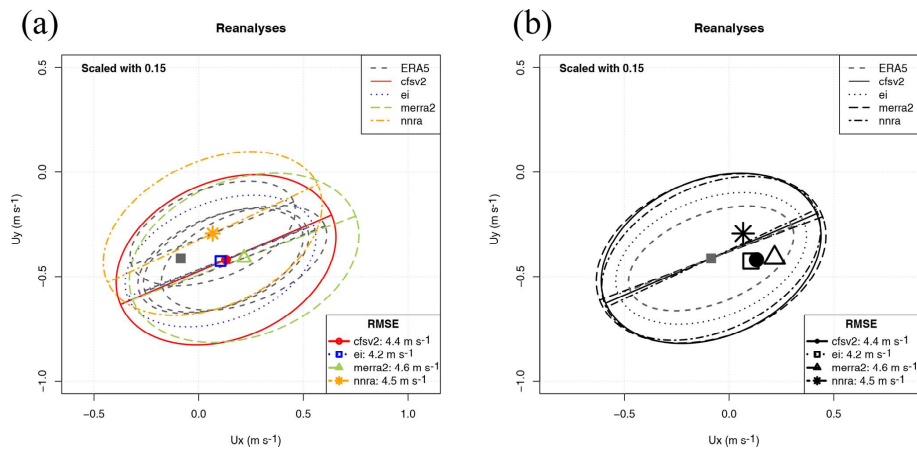 (a)
Reanalyses
Scaled with 0.15
ERA5
cfsv2
ei
merra2
nnra
0.5
0.0
−0.5
−1.0
Uy (m s-1)
RMSE
cfsv2: 4.4 m s-1
ei: 4.2 m s-1
merra2: 4.6 m s-1
nnra: 4.5 m s-1
−0.5
0.0
0.5
1.0
Ux (m s-1)
(b)
Reanalyses
Scaled with 0.15
ERA5
cfsv2
ei
merra2
nnra
0.5
0.0
−0.5
−1.0
Uy (m s-1)
RMSE
cfsv2: 4.4 m s-1
ei: 4.2 m s-1
merra2: 4.6 m s-1
nnra: 4.5 m s-1
−0.5
0.0
0.5
1.0
Ux (m s-1)